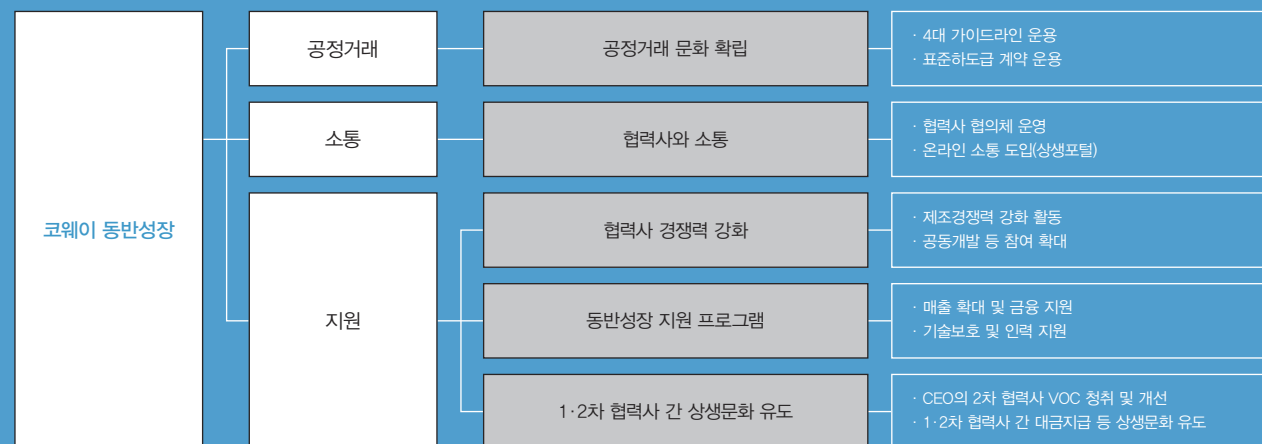 코웨이 동반성장
공정거래
공정거래 문화 확립
· 4대 가이드라인 운용
· 표준하도급 계약 운용
소통
협력사와 소통
· 협력사 협의체 운영
· 온라인 소통 도입(상생포털)
지원
협력사 경쟁력 강화
· 제조경쟁력 강화 활동
· 공동개발 등 참여 확대
동반성장 지원 프로그램
· 매출 확대 및 금융 지원
· 기술보호 및 인력 지원
1·2차 협력사 간 상생문화 유도
· CEO의 2차 협력사 VOC 청취 및 개선
· 1·2차 협력사 간 대금지급 등 상생문화 유도